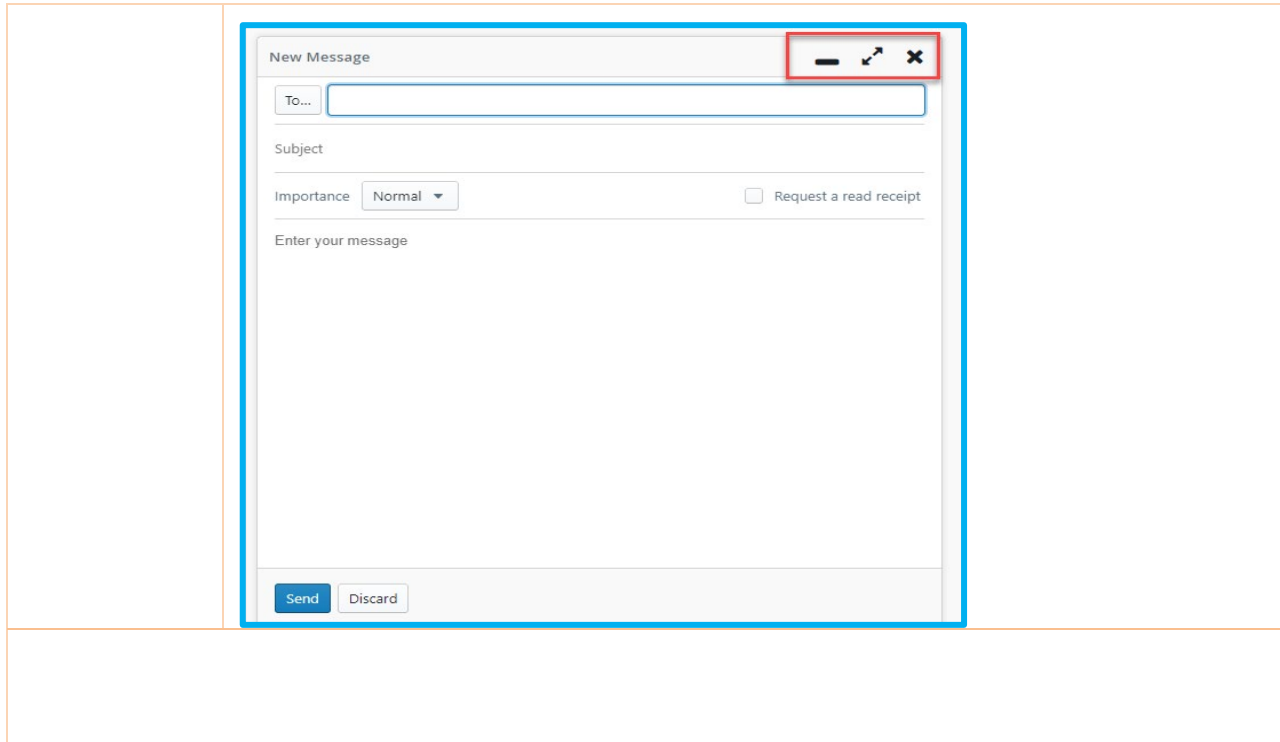 New Message
To...
Subject
Importance Normal Request a read receipt
Enter your message
Send Discard